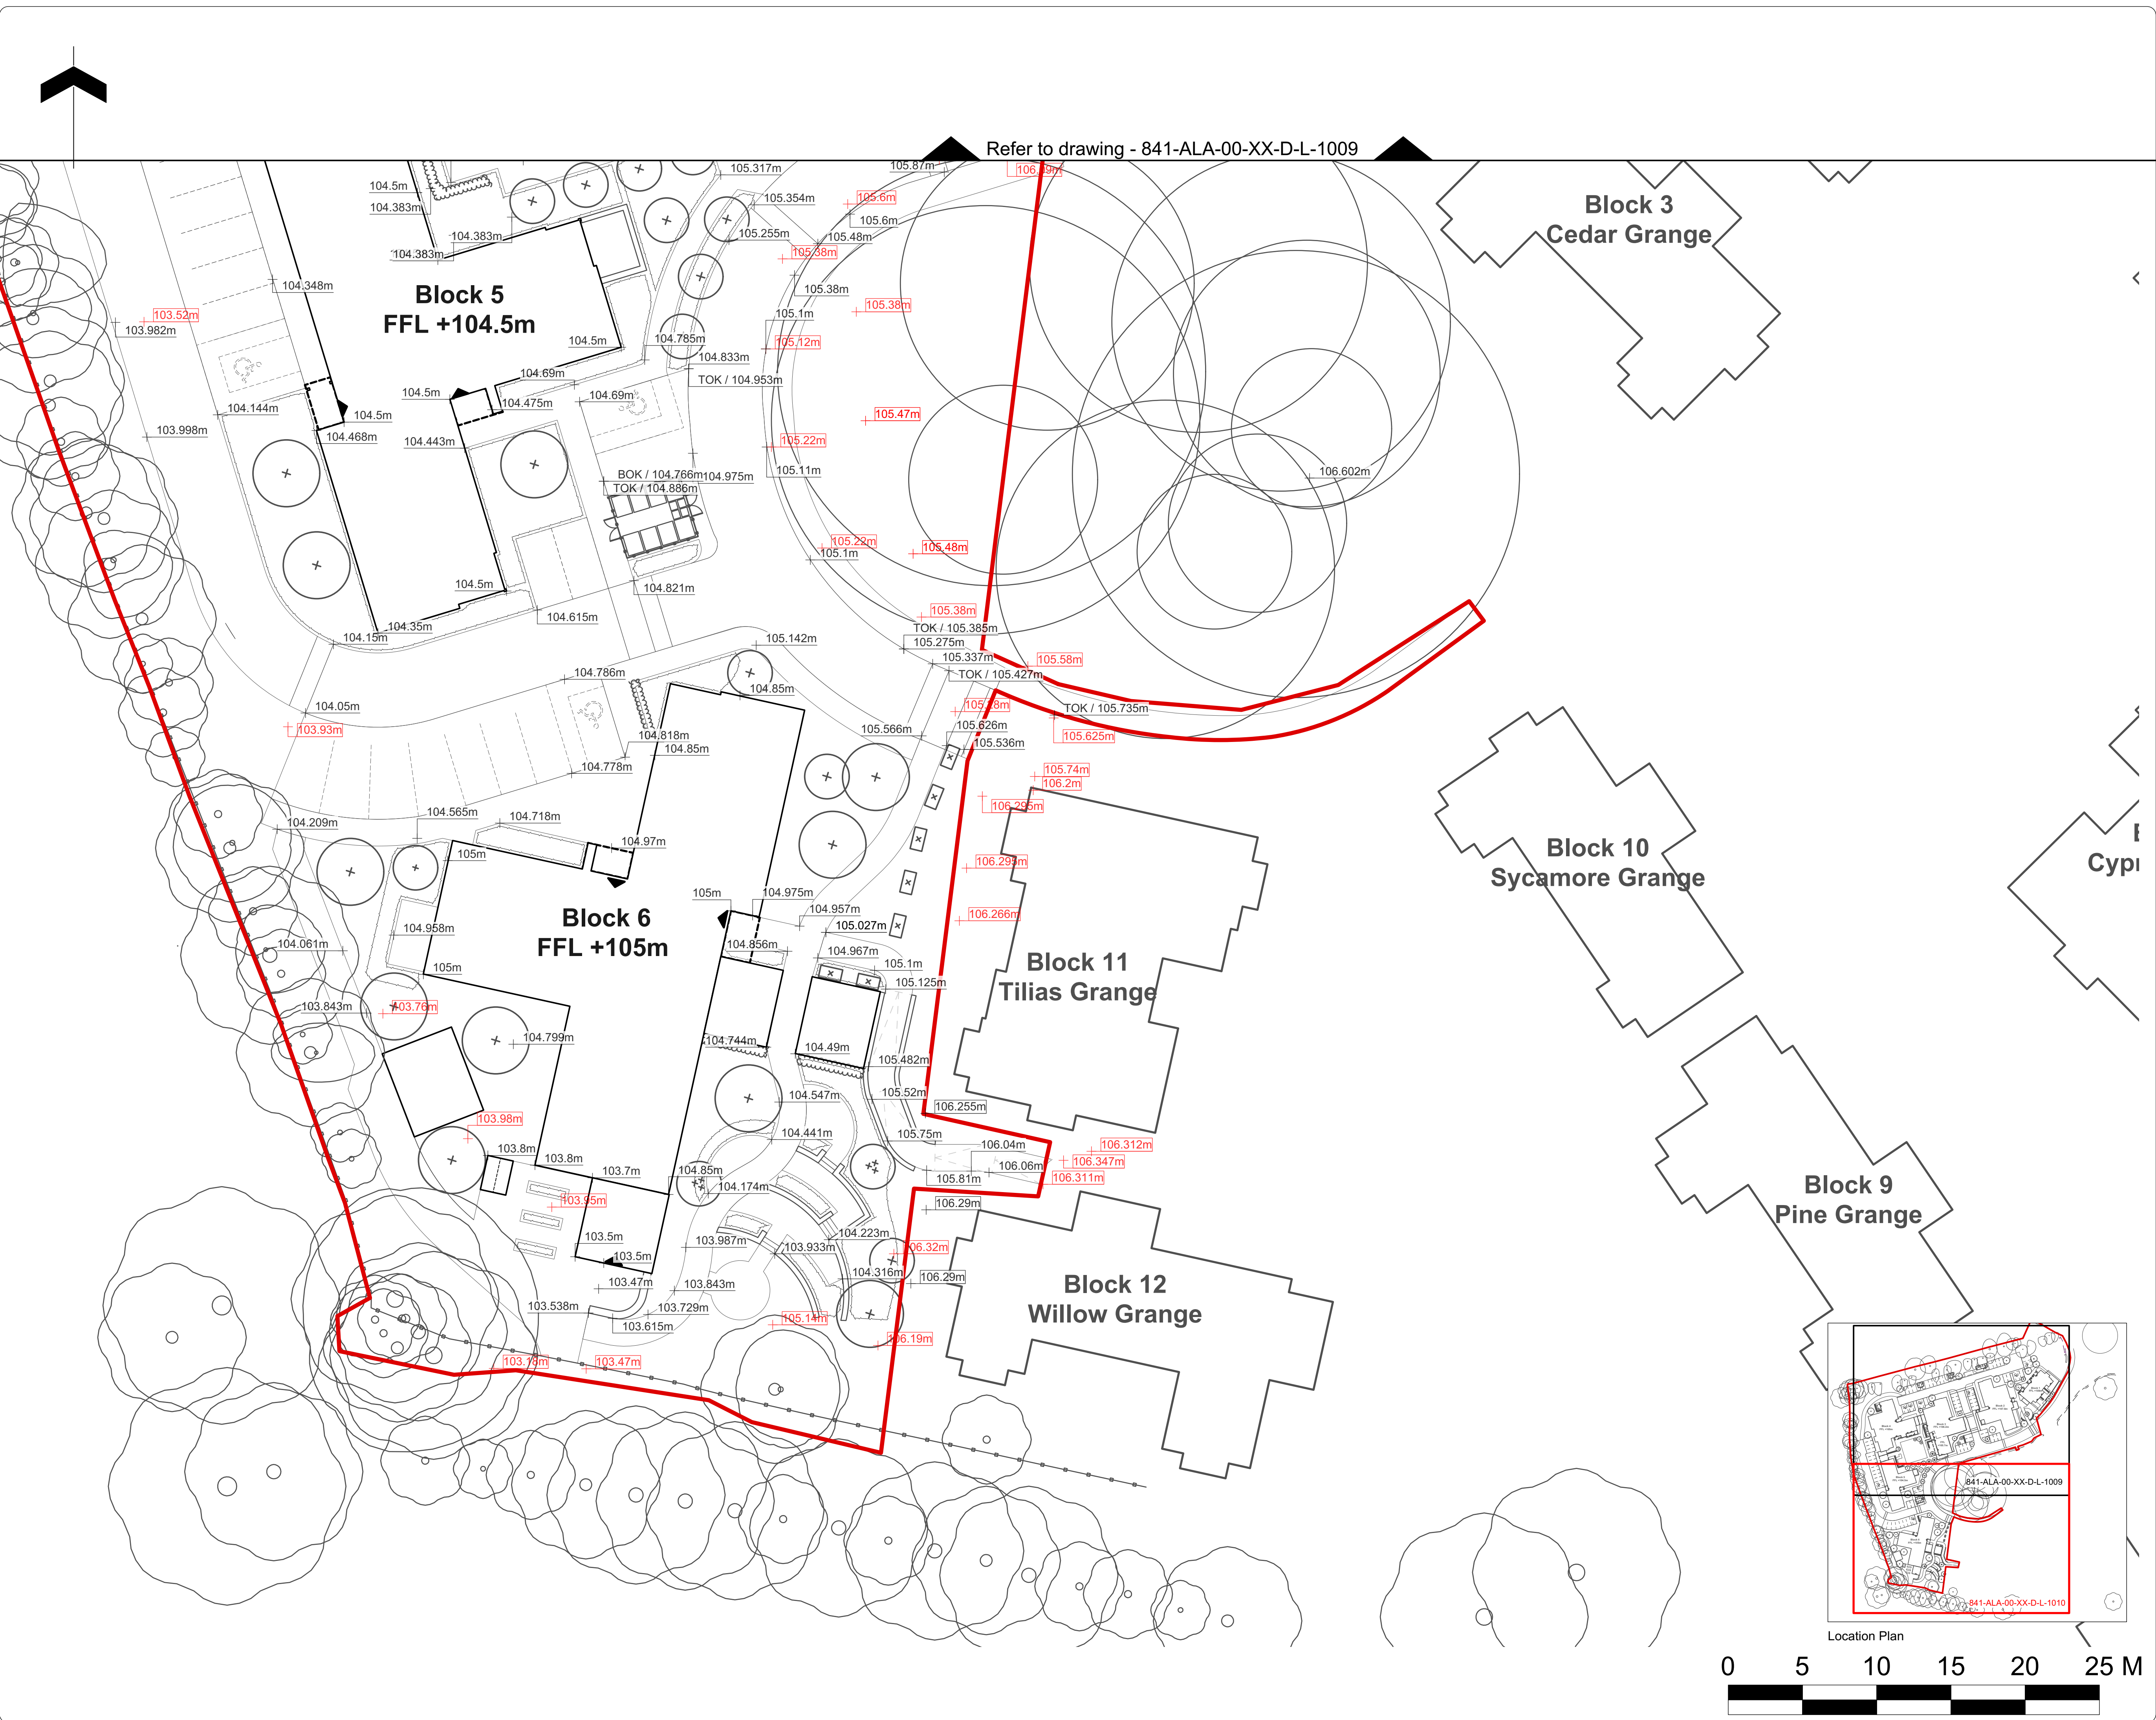 Refer to drawing - 841-ALA-00-XX-D-L-1009
105.317m
105.87m
106.39m
104.5m
104.383m
105.354m
105.6m
105.6m
104.383m
105.255m
105.48m
104.383m
105.38m
Block 3
Cedar Grange
104.348m
105.38m
105.38m
Block 5
FFL +104.5m
103.52m
103.982m
105.1m
104.5m
104.785m
105.12m
104.833m
TOK / 104.953m
104.69m
104.5m
104.69m
104.475m
104.144m
104.5m
105.47m
103.998m
104.468m
104.443m
105.22m
105.11m
106.602m
BOK / 104.766m
104.975m
TOK / 104.886m
105.22m
105.48m
105.1m
104.5m
104.821m
104.615m
105.38m
104.35m
104.15m
TOK / 105.385m
105.142m
105.275m
105.337m
105.58m
104.786m
TOK / 105.427m
104.85m
104.05m
TOK / 105.735m
103.93m
105.626m
105.566m
104.818m
105.625m
105.536m
104.85m
104.778m
105.74m
106.2m
106.295m
104.565m
104.718m
104.209m
104.97m
105m
106.295m
Block 10
Sycamore Grange
105m
104.975m
104.957m
106.266m
Block 6
FFL +105m
105.027m
104.958m
104.061m
104.856m
104.967m
105.1m
105m
105.125m
Block 11
Tilias Grange
103.843m
103.76m
104.799m
104.744m
104.49m
105.482m
104.547m
105.52m
106.255m
103.98m
104.441m
105.75m
106.04m
106.312m
103.8m
103.8m
103.7m
104.85m
106.06m
106.347m
105.81m
106.311m
Block 9
Pine Grange
103.95m
104.174m
106.29m
103.5m
103.987m
103.933m
104.223m
106.32m
103.5m
104.316m
106.29m
103.47m
103.843m
Block 12
Willow Grange
103.538m
103.729m
103.615m
105.14m
106.19m
103.18m
103.47m
841-ALA-00-XX-D-L-1009
841-ALA-00-XX-D-L-1010
Location Plan
0 5 10 15 20 25 M